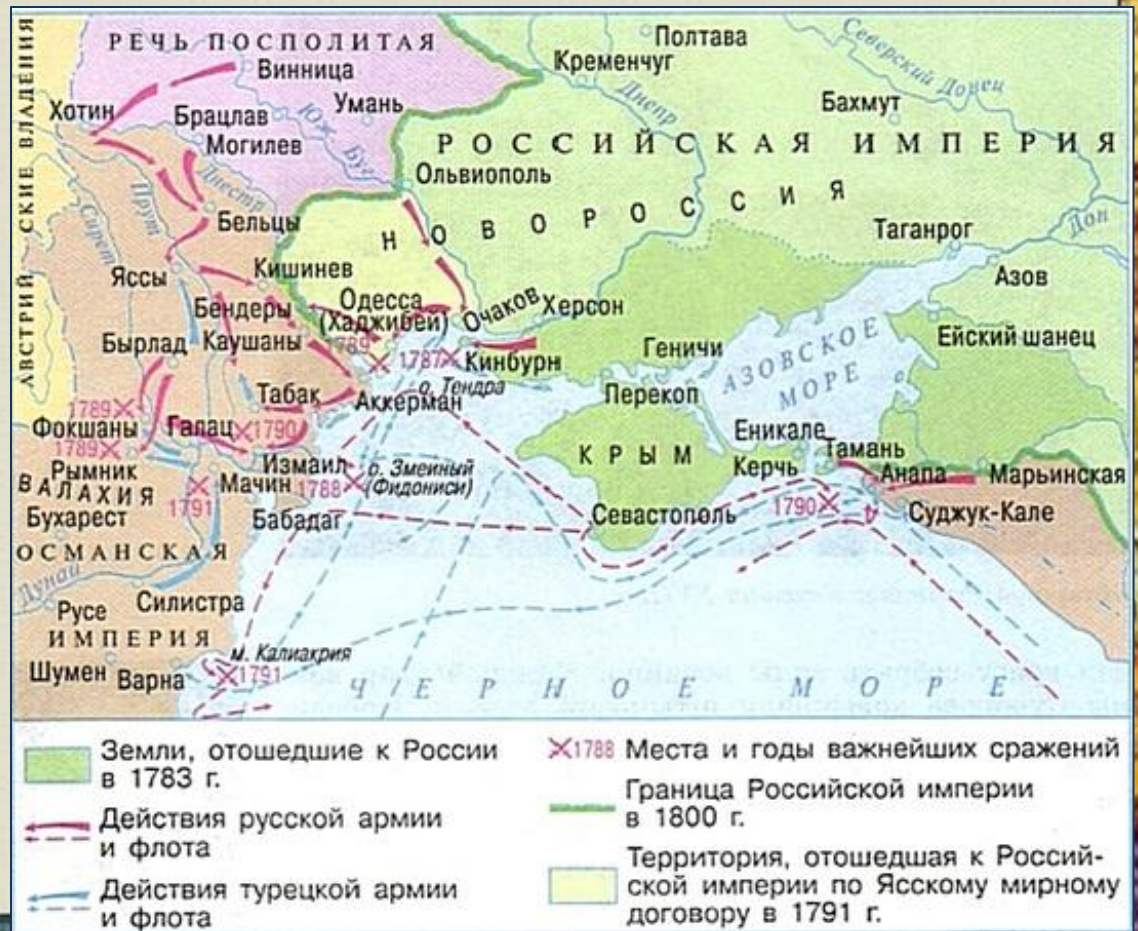 РЕЧЬ ПОСПОЛИТАЯ
Винница
Полтава
Кременчуг
Северский Донец
Хотин
Умань
Днепр
Бахмут
Брацлав
Юж. Буг
Могилев
РОССИЙСКАЯ ИМПЕРИЯ
АВСТРИЙ-СКИЕ ВЛАДЕНИЯ
Ольвиополь
Днестр
Прут
Сирет
Бельцы
НОВОРОССИЯ
Таганрог
Дон
Яссы
Кишинев
Азов
Бендеры
Одесса
(Хаджибей)
Очаков
Херсон
Ейский шанец
Бырлад
Каушаны
1789
1787
Кинбурн
Геничи
АЗОВСКОЕ
МОРЕ
о. Тендра
Перекоп
Табак
Аккерман
1789
Фокшаны
Галац
1790
Еникале
1789
КРЫМ
Тамань
Рымник
Измаил
о. Змеиный
(Фидониси)
Керчь
Анапа
Марьинская
ВАЛАХИЯ
Мачин
1788
1791
Бухарест
Бабадаг
Севастополь
1790
Суджук-Кале
ОСМАНСКАЯ
Дунай
Силистра
Русе
ИМПЕРИЯ
м. Калиакрия
Шумен
Варна
1791
ЧЕРНОЕ МОРЕ
Земли, отошедшие к России
в 1783 г.
Действия русской армии
и флота
Действия турецкой армии
и флота
1788 Места и годы важнейших сражений
Граница Российской империи
в 1800 г.
Территория, отошедшая к Россий-
ской империи по Ясскому мирному
договору в 1791 г.